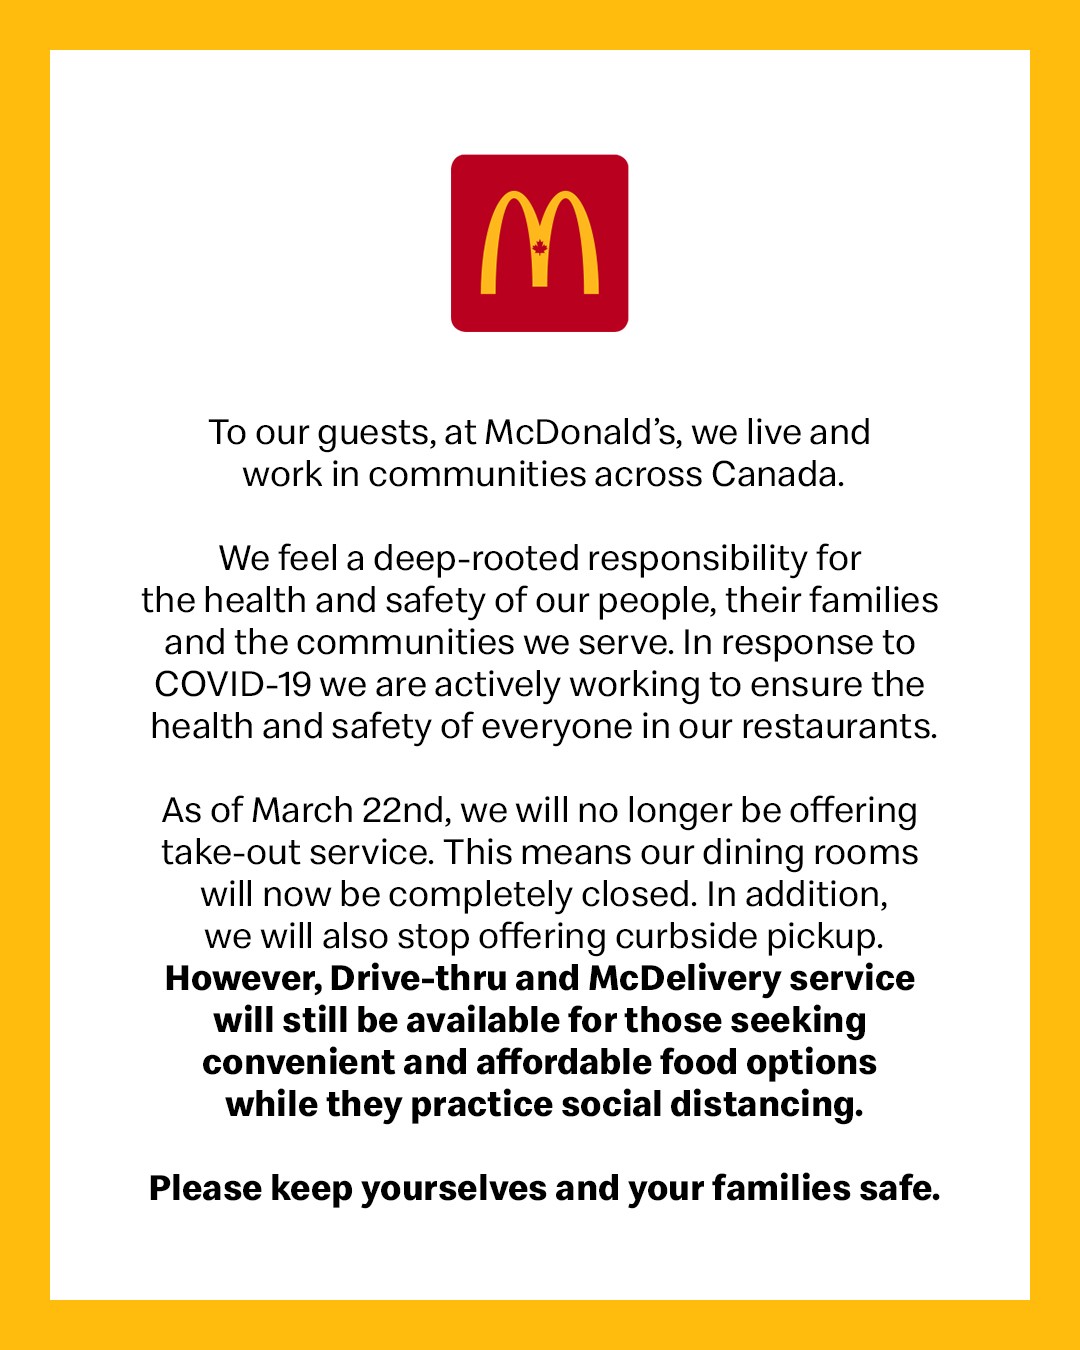 To our guests, at McDonald’s, we live and
work in communities across Canada.
We feel a deep-rooted responsibility for
the health and safety of our people, their families
and the communities we serve. In response to
COVID-19 we are actively working to ensure the
health and safety of everyone in our restaurants.
As of March 22nd, we will no longer be offering
take-out service. This means our dining rooms
will now be completely closed. In addition,
we will also stop offering curbside pickup.
However, Drive-thru and McDelivery service
will still be available for those seeking
convenient and affordable food options
while they practice social distancing.
Please keep yourselves and your families safe.